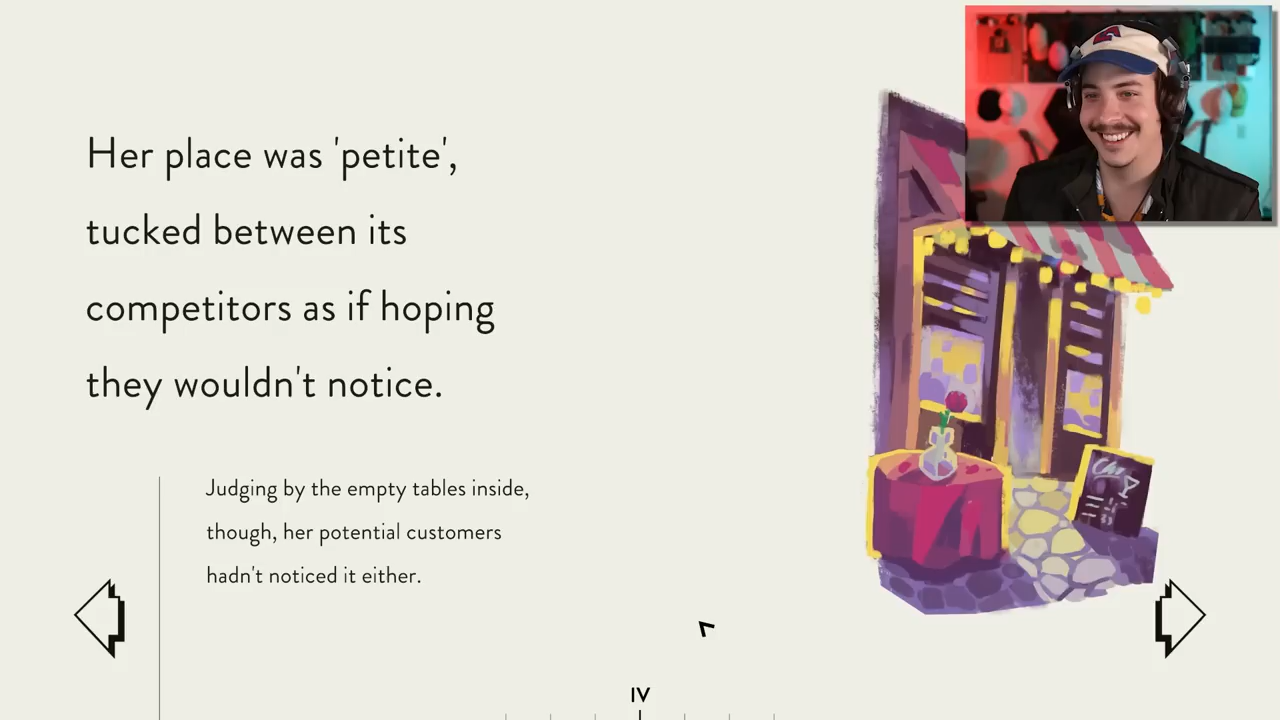 Her place was 'petite',
tucked between its
competitors as if hoping
they wouldn't notice.
Judging by the empty tables inside,
though, her potential customers
hadn't noticed it either.
IV